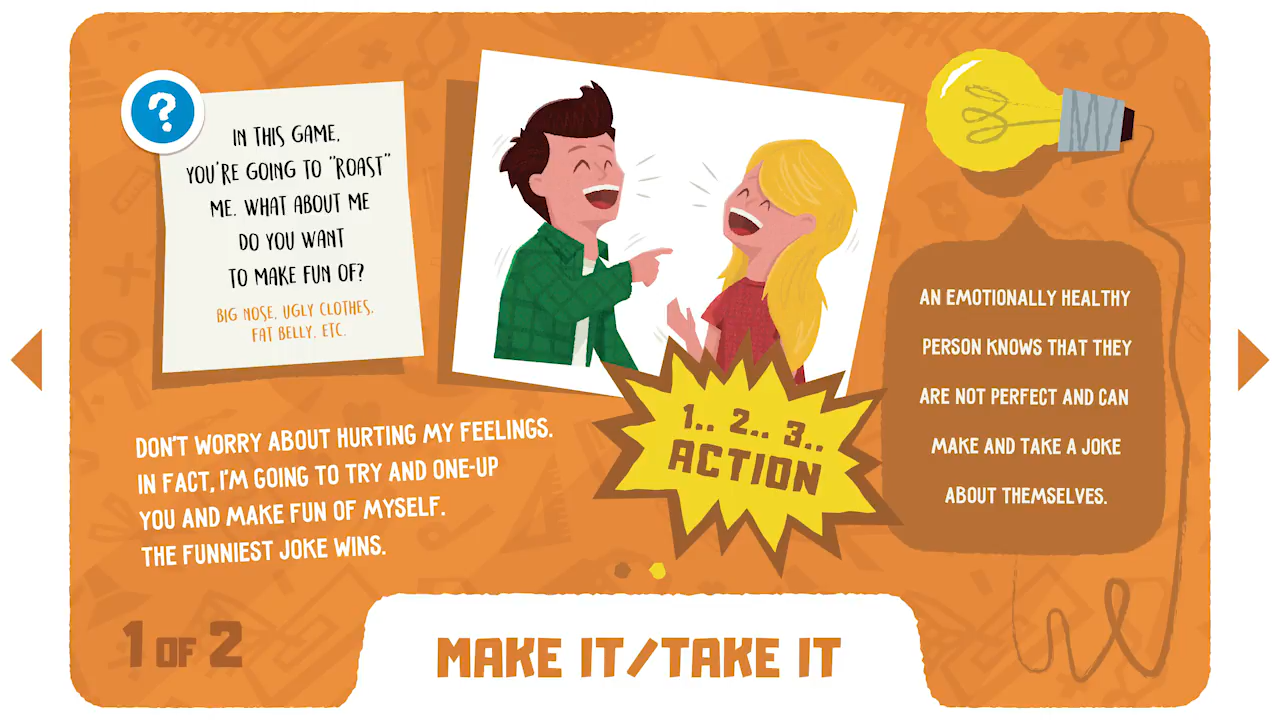 ?
IN THIS GAME,
YOU'RE GOING TO "ROAST"
ME. WHAT ABOUT ME
DO YOU WANT
TO MAKE FUN OF?
BIG NOSE, UGLY CLOTHES,
FAT BELLY, ETC.
DON'T WORRY ABOUT HURTING MY FEELINGS.
IN FACT, I'M GOING TO TRY AND ONE-UP
YOU AND MAKE FUN OF MYSELF.
THE FUNNIEST JOKE WINS.
1.. 2.. 3..
ACTION
AN EMOTIONALLY HEALTHY
PERSON KNOWS THAT THEY
ARE NOT PERFECT AND CAN
MAKE AND TAKE A JOKE
ABOUT THEMSELVES.
1 OF 2
MAKE IT/TAKE IT